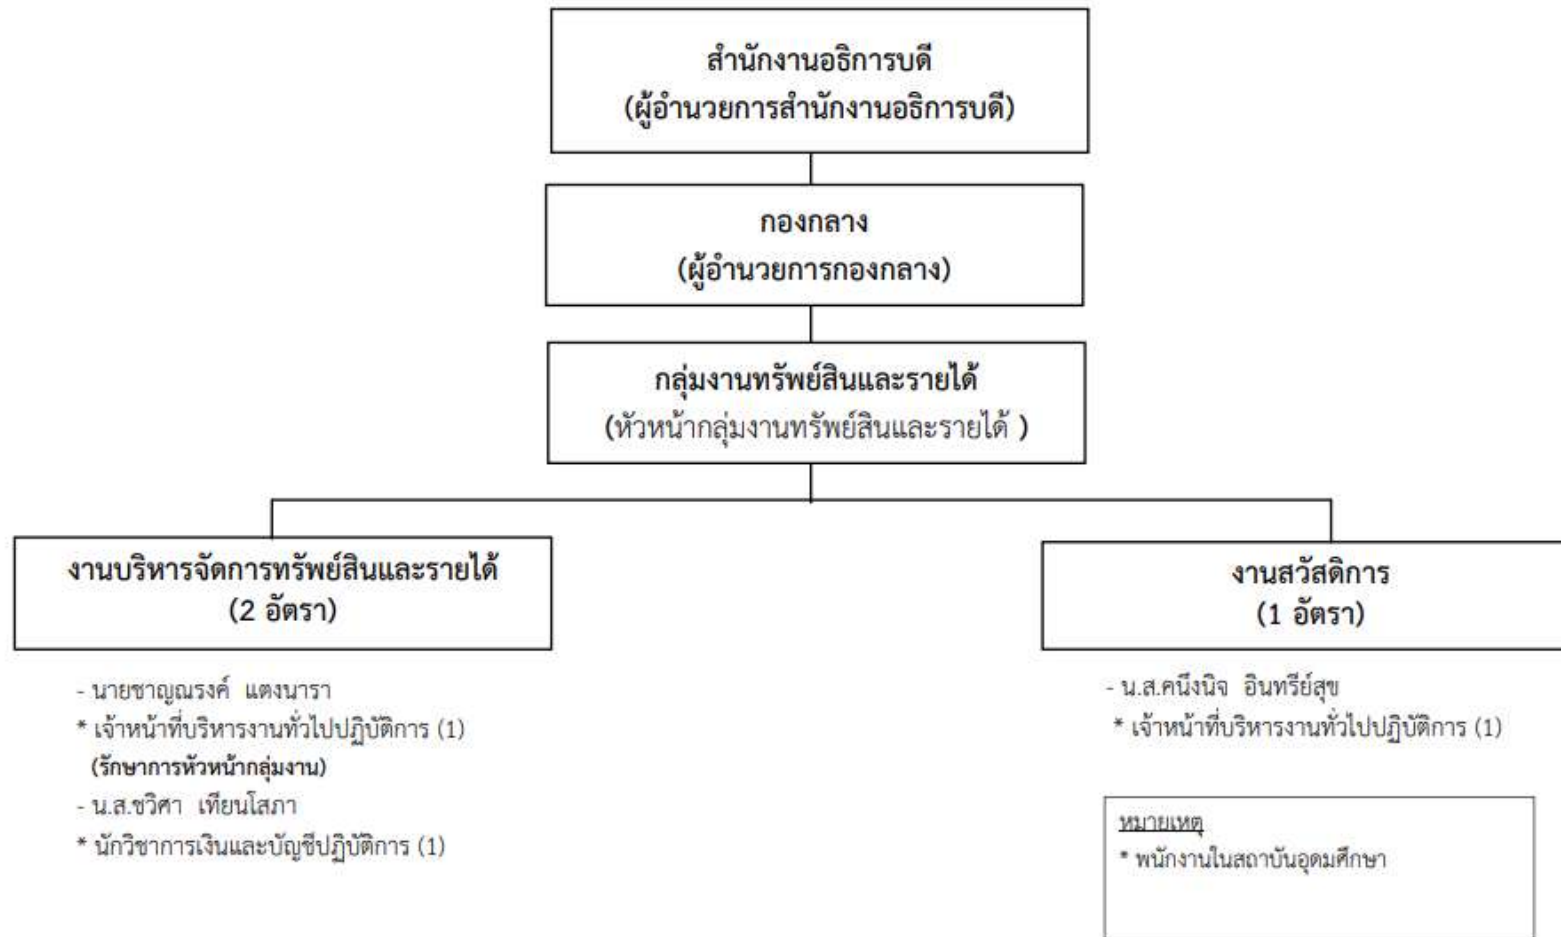 สำนักงานอธิการบดี
(ผู้อำนวยการสำนักงานอธิการบดี)
กองกลาง
(ผู้อำนวยการกองกลาง)
กลุ่มงานทรัพย์สินและรายได้
(หัวหน้ากลุ่มงานทรัพย์สินและรายได้ )
งานบริหารจัดการทรัพย์สินและรายได้
(2 อัตรา)
- นายชาญณรงค์ แตงนารา
* เจ้าหน้าที่บริหารงานทั่วไปปฏิบัติการ (1)
(รักษาการหัวหน้ากลุ่มงาน)
- น.ส.ชวิศา เทียนโสภา
* นักวิชาการเงินและบัญชีปฏิบัติการ (1)
งานสวัสดิการ
(1 อัตรา)
- น.ส.คนึงนิจ อินทรีย์สุข
* เจ้าหน้าที่บริหารงานทั่วไปปฏิบัติการ (1)
หมายเหตุ
* พนักงานในสถาบันอุดมศึกษา